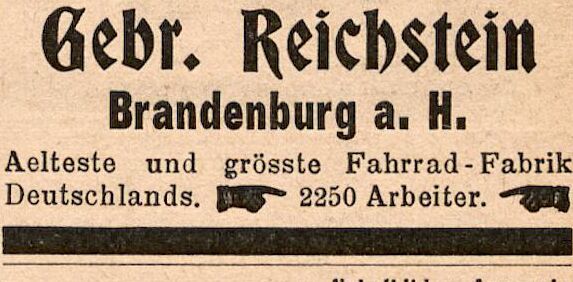 Gebr. Reichstein
Brandenburg a. H.
Aelteste und grösste Fahrrad-Fabrik
Deutschlands. 2250 Arbeiter.